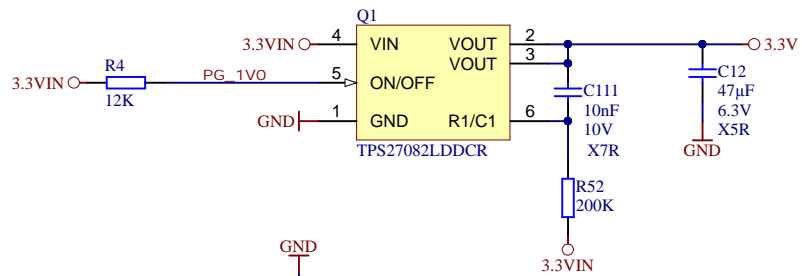 Q1
3.3VIN 4 VIN VOUT 2 3.3V
VOUT 3
R4 PG_1V0 5 ON/OFF
3.3VIN
12K
C111
10nF
10V
X7R
C12
47µF
6.3V
X5R
GND
GND 1 GND R1/C1 6
TPS27082LDDCR
R52
200K
3.3VIN
GND